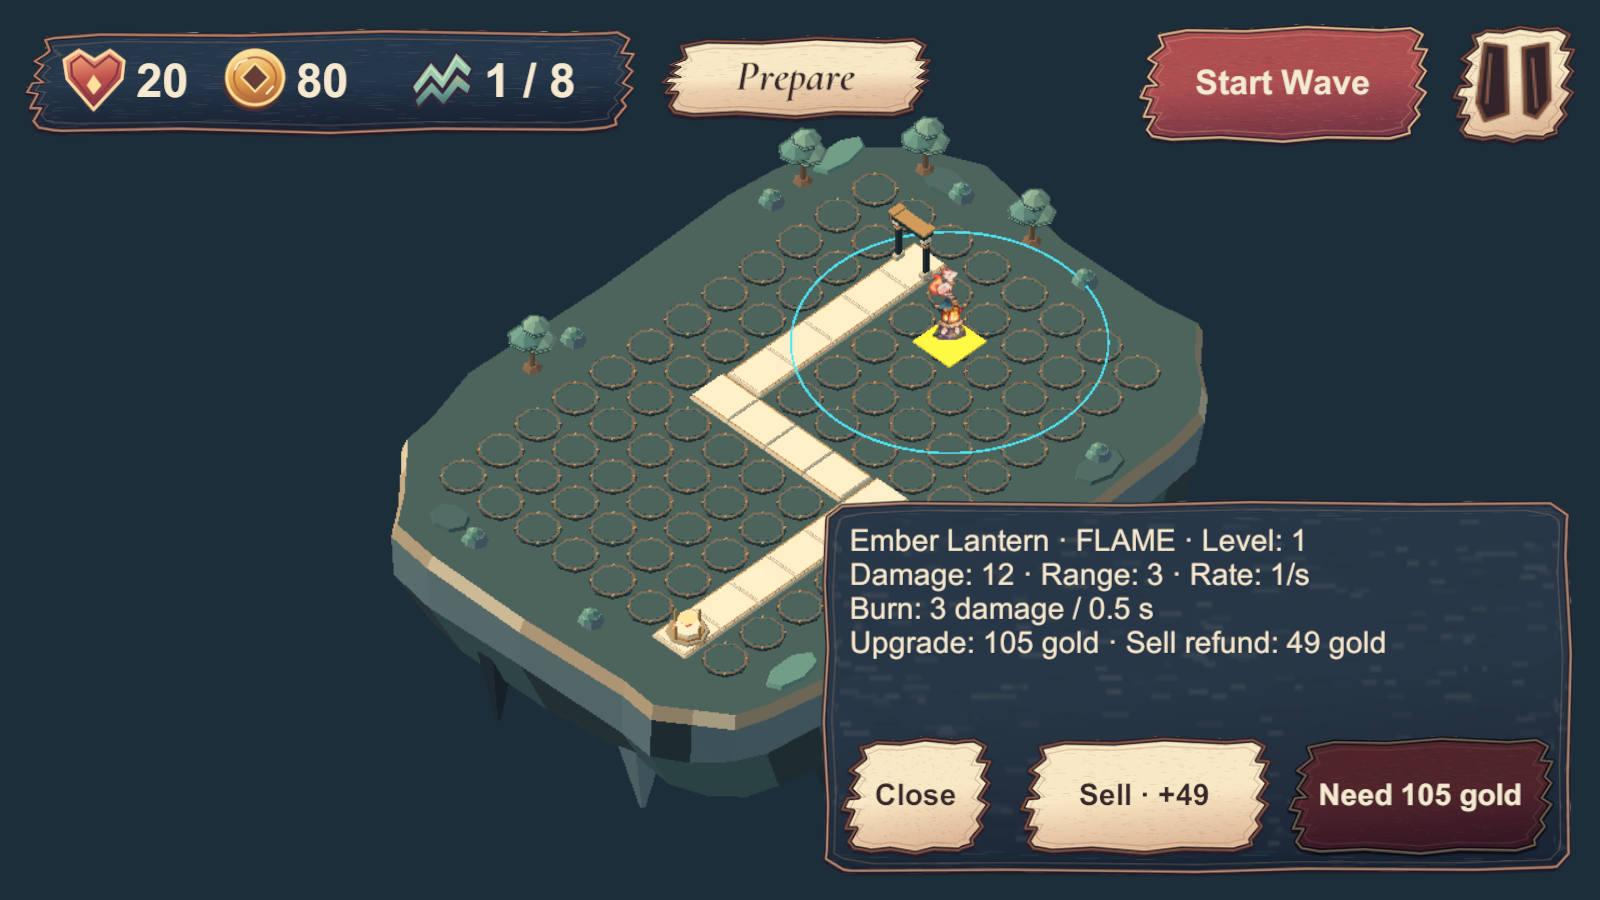 20 80 1 / 8
Prepare
Start Wave
Ember Lantern · FLAME · Level: 1
Damage: 12 · Range: 3 · Rate: 1/s
Burn: 3 damage / 0.5 s
Upgrade: 105 gold · Sell refund: 49 gold
Close
Sell · +49
Need 105 gold